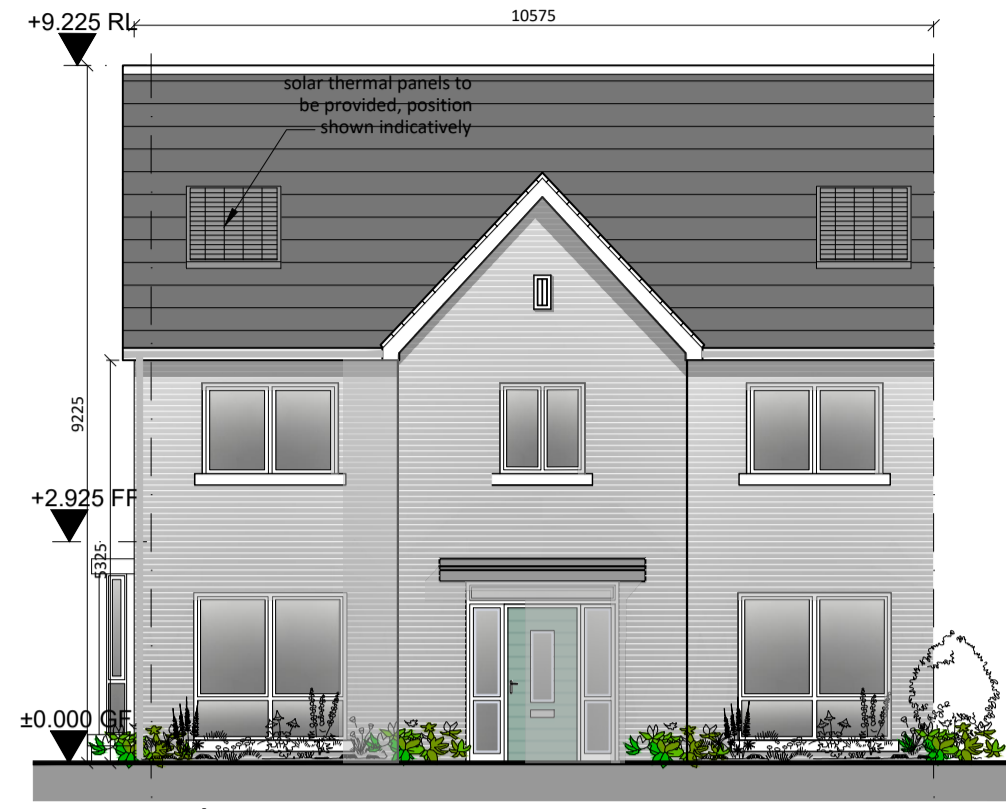 10575
+9.225 RL
solar thermal panels to
be provided, position
shown indicatively
9225
+2.925 FF
5325
±0.000 GF